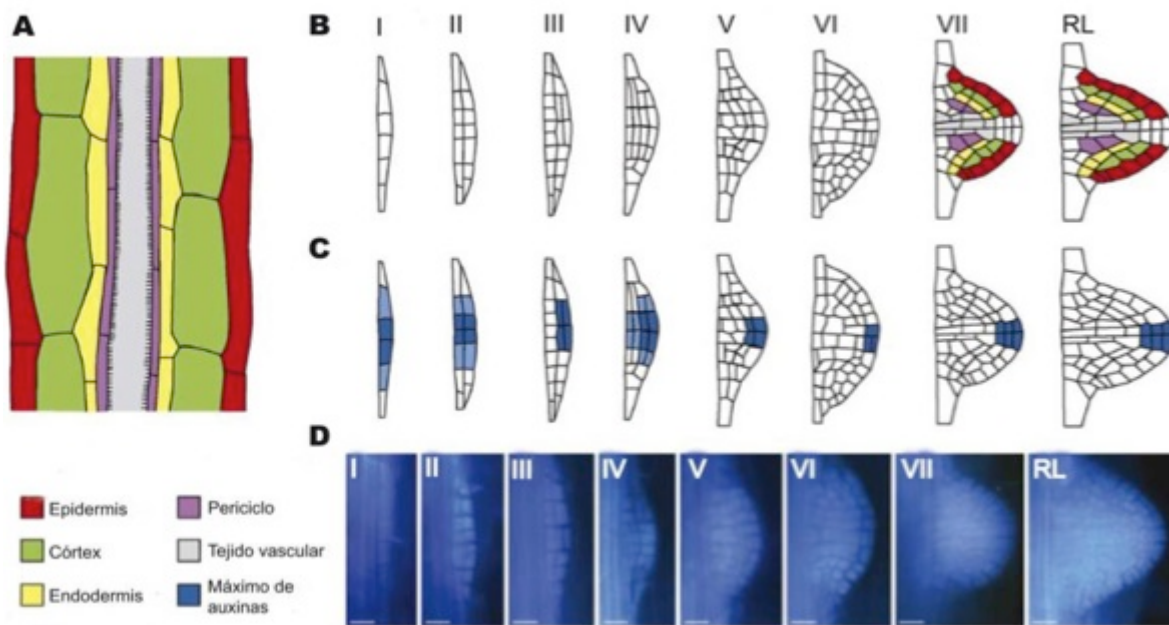 A
B
I II III IV V VI VII RL
C
D
I II III IV V VI VII RL
Epidermis
Córtex
Endodermis
Periciclo
Tejido vascular
Máximo de
auxinas